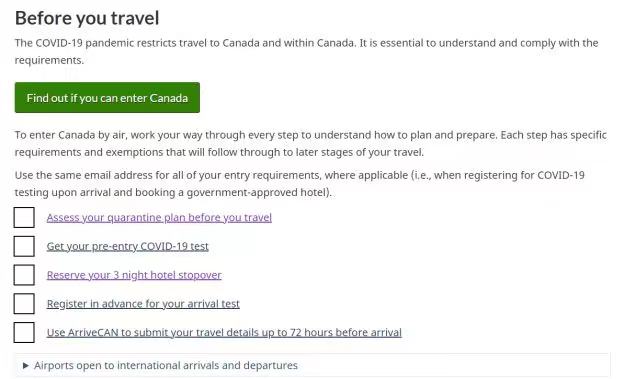 Before you travel
The COVID-19 pandemic restricts travel to Canada and within Canada. It is essential to understand and comply with the
requirements.
Find out if you can enter Canada
To enter Canada by air, work your way through every step to understand how to plan and prepare. Each step has specific
requirements and exemptions that will follow through to later stages of your travel.
Use the same email address for all of your entry requirements, where applicable (i.e., when registering for COVID-19
testing upon arrival and booking a government-approved hotel).
Assess your quarantine plan before you travel
Get your pre-entry COVID-19 test
Reserve your 3 night hotel stopover
Register in advance for your arrival test
Use ArriveCAN to submit your travel details up to 72 hours before arrival
Airports open to international arrivals and departures